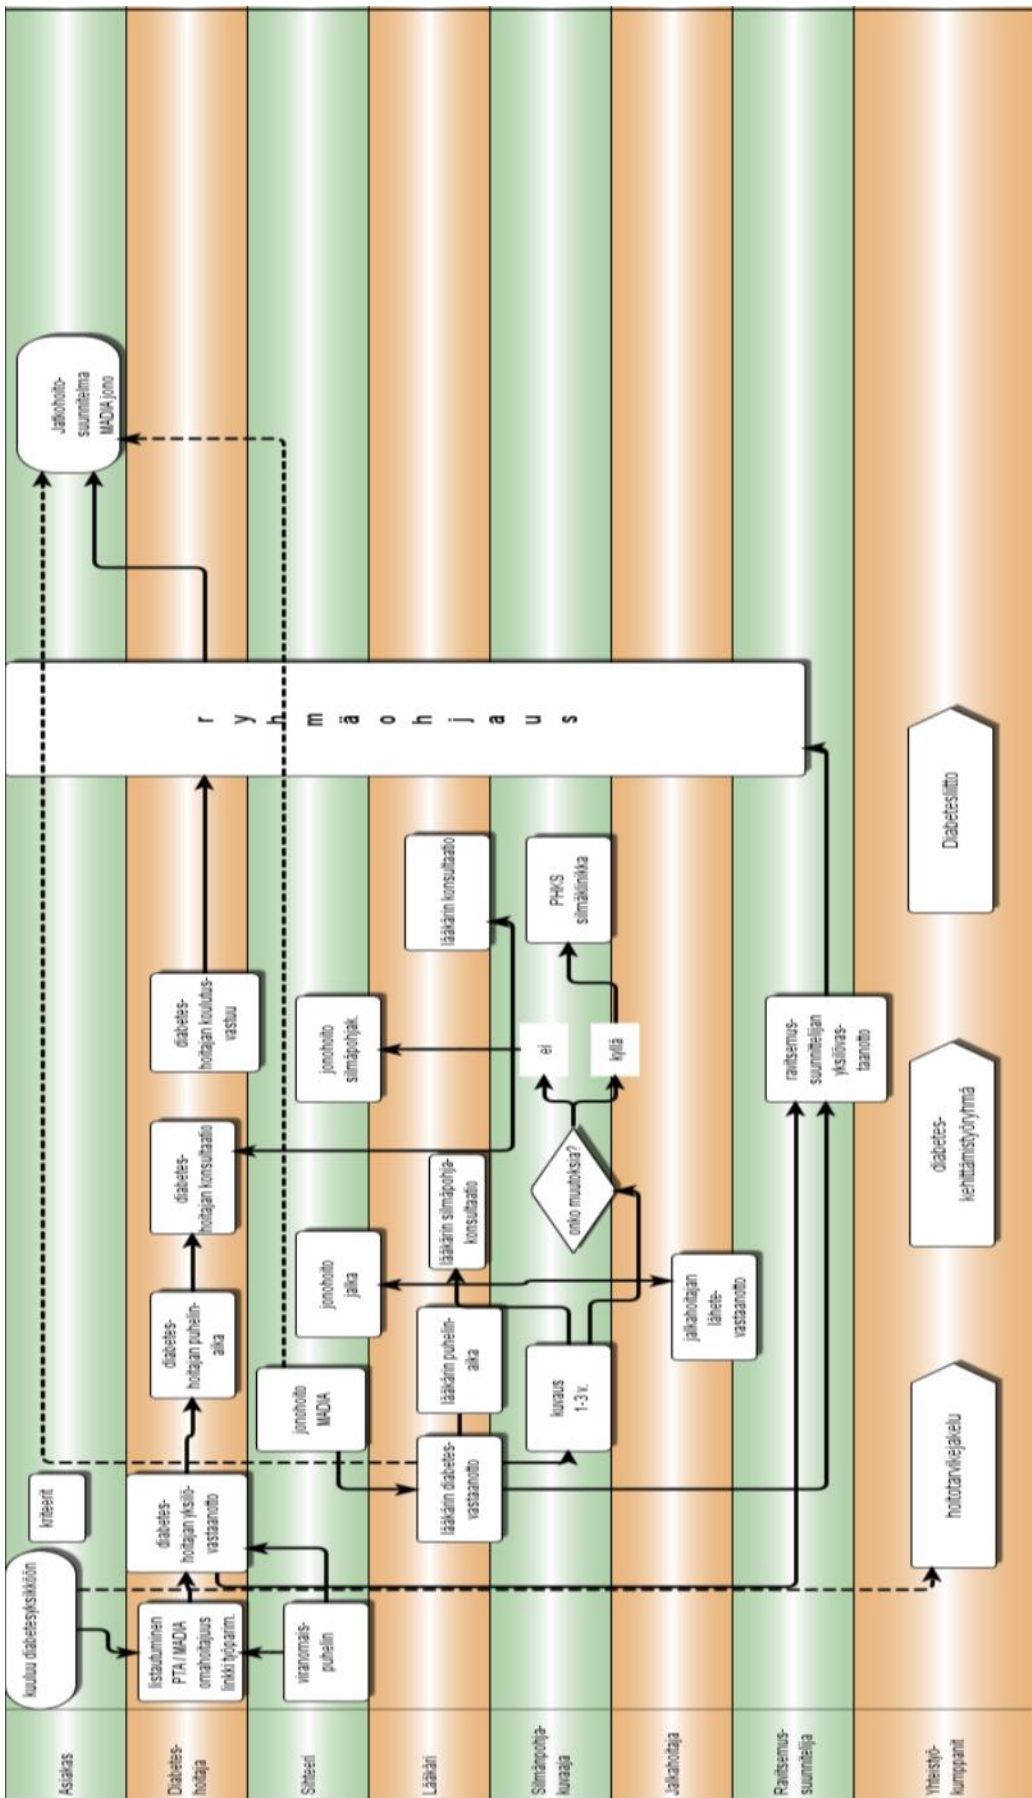 Asiakas
kuuluu diabetesyksikköön
kriteerit
Jatkohoito-
suunnitelma
MADIA jono
Diabetes-
hoitaja
listautuminen
PTA / MADIA
omahoitajuus
linkki työparim.
diabetes-
hoitajan yksilö-
vastaanotto
diabetes-
hoitajan puhelin-
aika
diabetes-
hoitajan konsultaatio
diabetes-
hoitajan koulutus-
vastuu
r y h m ä o h j a u s
Sihteeri
viranomais-
puhelin
jonohoito
MADIA
jonohoito
jalka
jonohoito
silmäpohjak.
Lääkäri
lääkärin diabetes-
vastaanotto
lääkärin puhelin-
aika
lääkärin silmäpohja-
konsultaatio
lääkärin konsultaatio
Silmänpohja-
kuvaaja
kuvaus
1-3 v.
onko muutoksia?
ei
kyllä
PHKS
silmäklinikka
Jalkahoitaja
jalkahoitajan
lähete-
vastaanotto
Ravitsemus-
suunnittelija
ravitsemus-
suunnittelijan
yksilövas-
taanotto
Yhteistyö-
kumppanit
hoitotarvikejakelu
diabetes-
kehittämistyöryhmä
Diabetesliitto